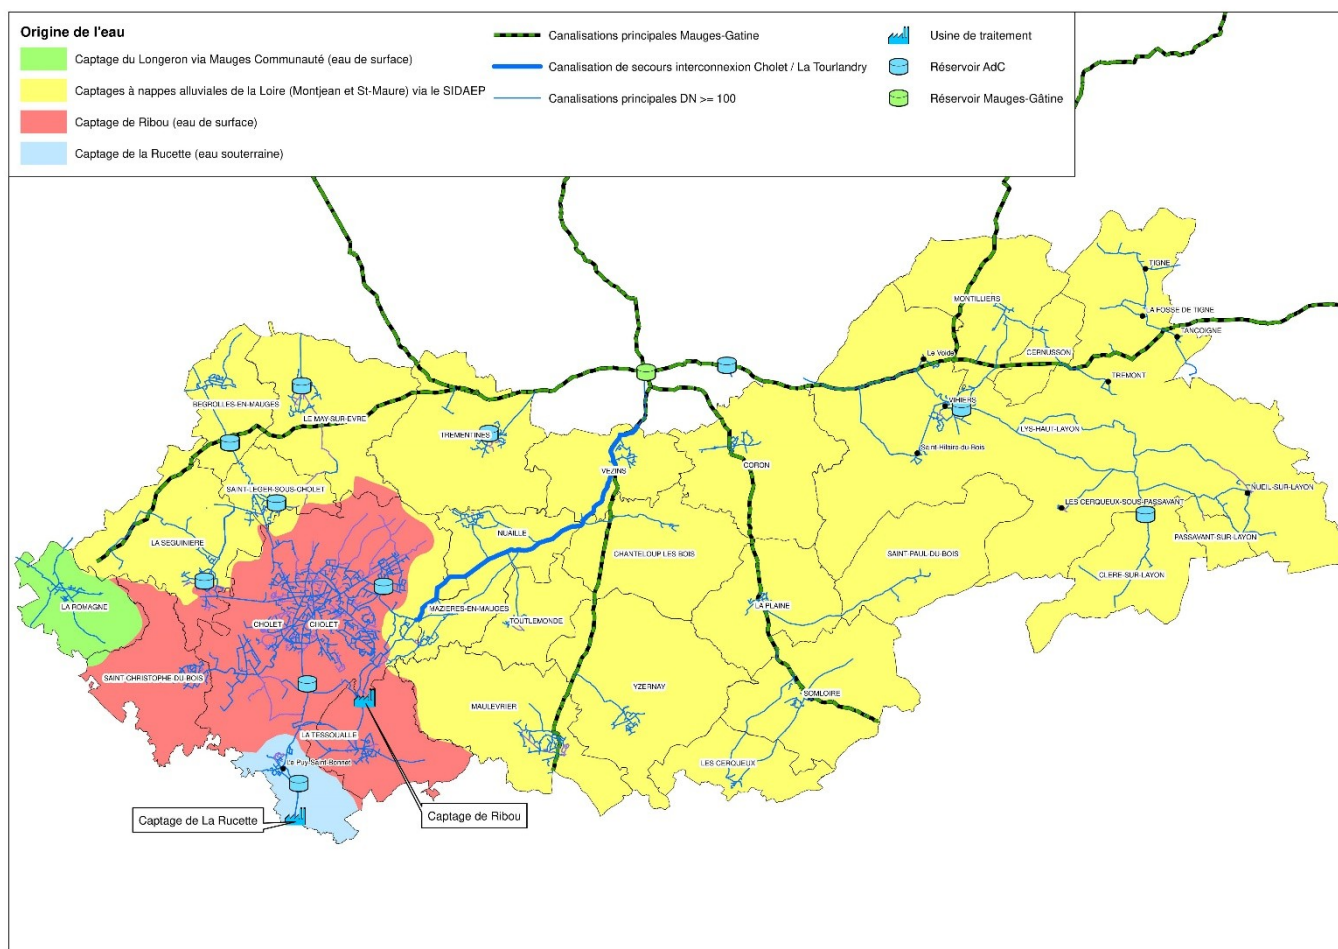 Origine de l'eau
Captage du Longeron via Mauges Communauté (eau de surface)
Captages à nappes alluviales de la Loire (Montjean et St-Maure) via le SIDAEP
Captage de Ribou (eau de surface)
Captage de la Rucette (eau souterraine)
Canalisations principales Mauges-Gatine
Canalisation de secours interconnexion Cholet / La Tourlandry
Canalisations principales DN >= 100
Usine de traitement
Réservoir AdC
Réservoir Mauges-Gâtine
TIGNE
MONTILLIERS
LA FOSSE DE TIGNE
TANCOIGNE
CERNUSSON
Le Voide
TREMONT
BEGROLLES-EN-MAUGES
VIHIERS
LE MAY-SUR-EVRE
LYS-HAUT-LAYON
TREMENTINES
Saint-Hilaire-du-Bois
CORON
VEZINS
SAINT-LEGER-SOUS-CHOLET
NUEIL-SUR-LAYON
LES CERQUEUX-SOUS-PASSAVANT
NUAILLE
PASSAVANT-SUR-LAYON
LA SEGUINIERE
CHANTELOUP LES BOIS
SAINT-PAUL-DU-BOIS
CLERE-SUR-LAYON
LA ROMAGNE
MAZIERES-EN-MAUGES
LA PLAINE
TOUTLEMONDE
CHOLET
CHOLET
SAINT CHRISTOPHE-DU-BOIS
YZERNAY
SOMLOIRE
MAULEVRIER
LA TESSOUALLE
LES CERQUEUX
Le Puy-Saint-Bonnet
Captage de La Rucette
Captage de Ribou